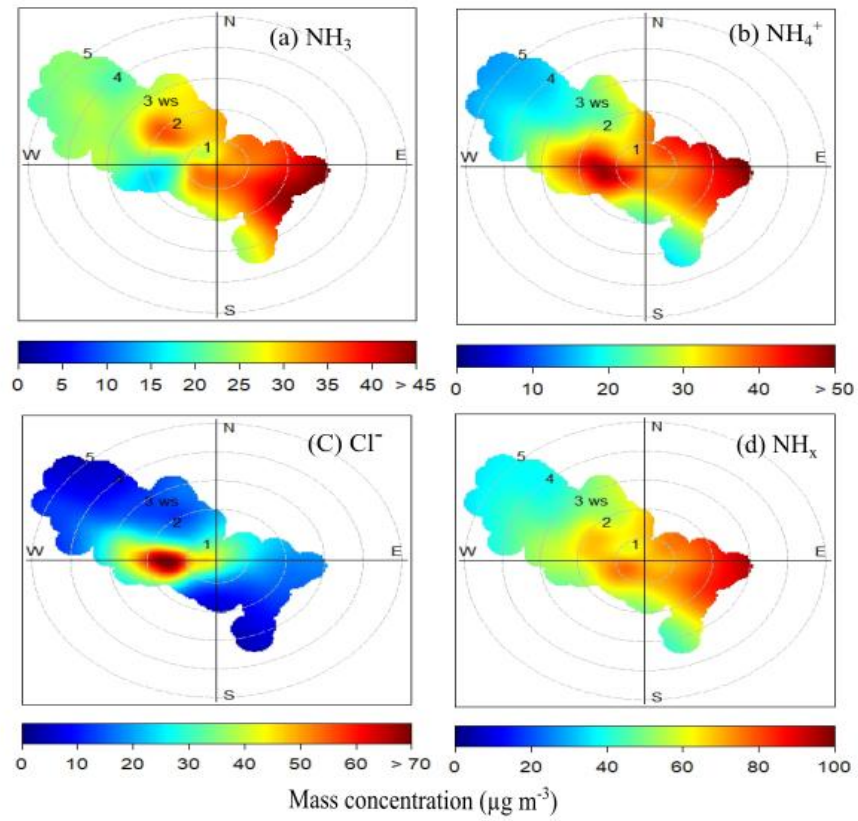 (a) NH₃
N
5
4
3 ws
2
1
W
E
S
0 5 10 15 20 25 30 35 40 > 45
(b) NH₄⁺
N
5
4
3 ws
2
1
W
E
S
0 10 20 30 40 > 50
(C) Cl⁻
N
5
3 ws
2
1
W
E
S
0 10 20 30 40 50 60 > 70
(d) NHₓ
N
5
4
3 ws
2
1
W
E
S
0 20 40 60 80 100
Mass concentration (µg m⁻³)